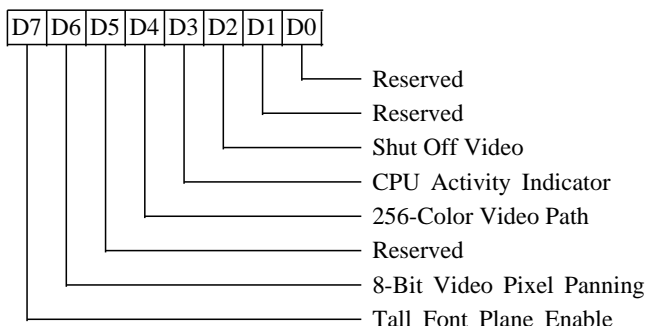 D7 D6 D5 D4 D3 D2 D1 D0
Reserved
Reserved
Shut Off Video
CPU Activity Indicator
256-Color Video Path
Reserved
8-Bit Video Pixel Panning
Tall Font Plane Enable